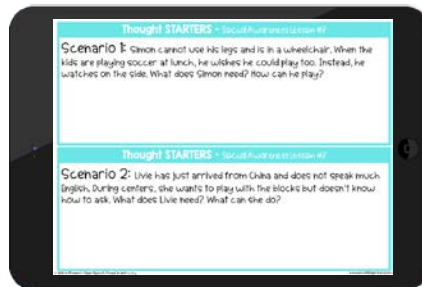 Thought STARTERS - Social Awareness Lesson #7
Scenario 1: Simon cannot use his legs and is in a wheelchair. When the
kids are playing soccer at lunch, he wishes he could play too. Instead, he
watches on the side. What does Simon need? How can he play?
Thought STARTERS - Social Awareness Lesson #7
Scenario 2: Livie has just arrived from China and does not speak much
English. During centers, she wants to play with the blocks but doesn't know
how to ask. What does Livie need? What can she do?